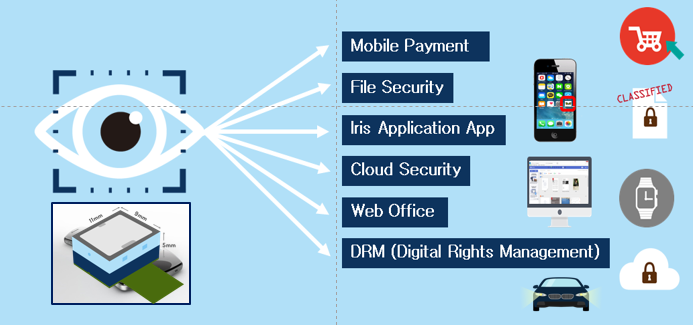 Mobile Payment
File Security
CLASSIFIED
Iris Application App
Cloud Security
Web Office
11mm
9mm
5mm
DRM (Digital Rights Management)